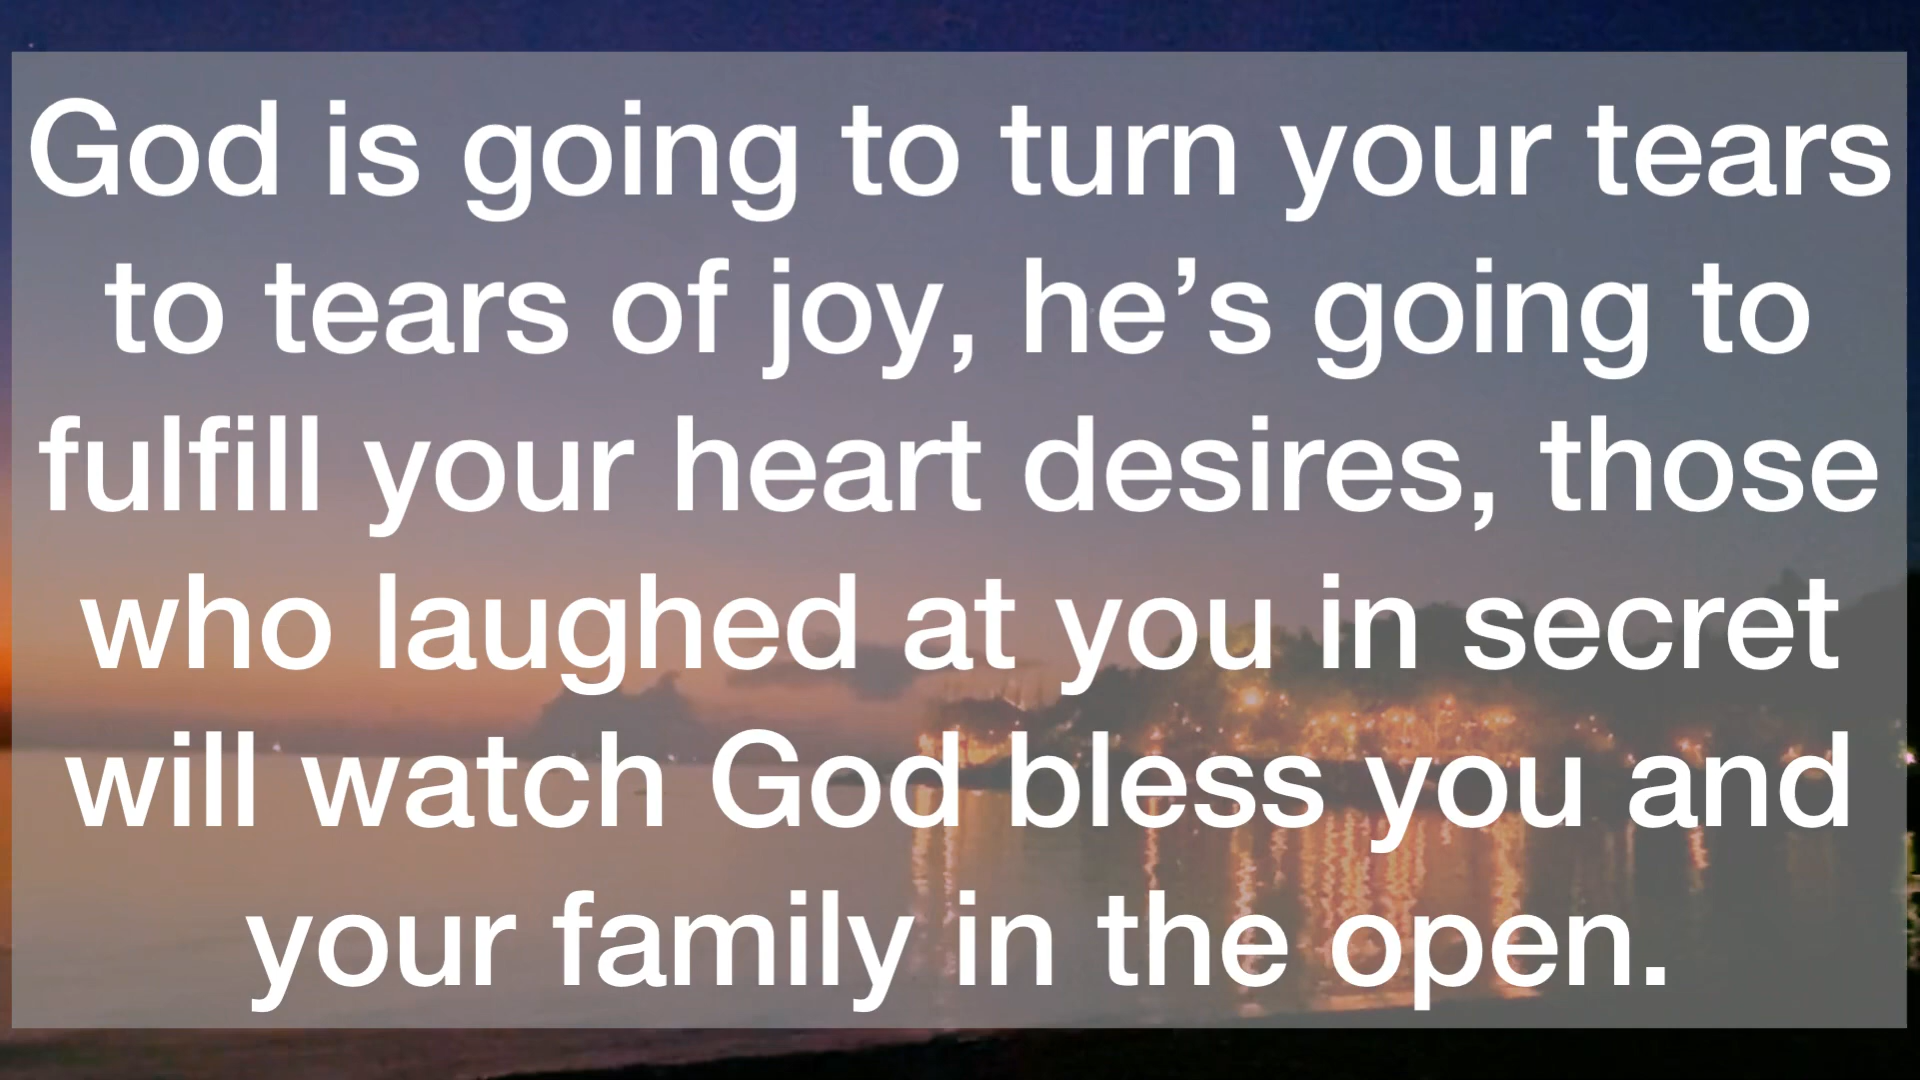 God is going to turn your tears
to tears of joy, he’s going to
fulfill your heart desires, those
who laughed at you in secret
will watch God bless you and
your family in the open.